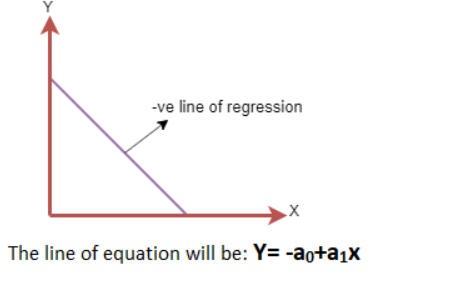 Y
-ve line of regression
X
The line of equation will be: Y= -a₀+a₁x